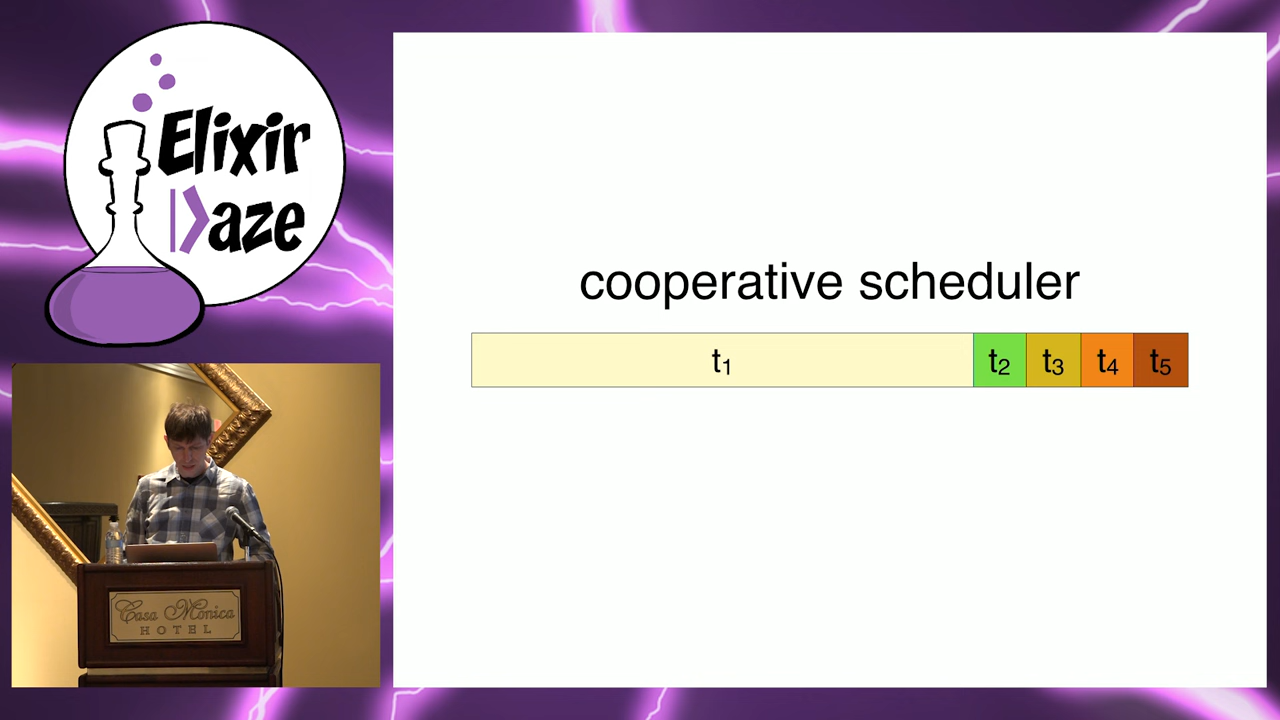 Elixir
|>aze
cooperative scheduler
t₁ t₂ t₃ t₄ t₅
Casa Monica
HOTEL